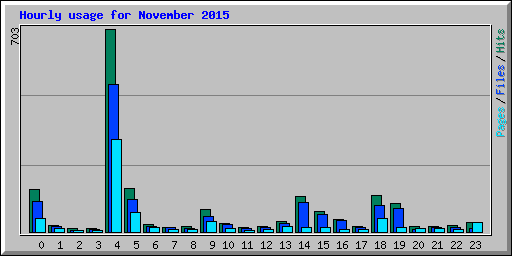 Hourly usage for November 2015
703
Pages/Files/Hits
0 1 2 3 4 5 6 7 8 9 10 11 12 13 14 15 16 17 18 19 20 21 22 23